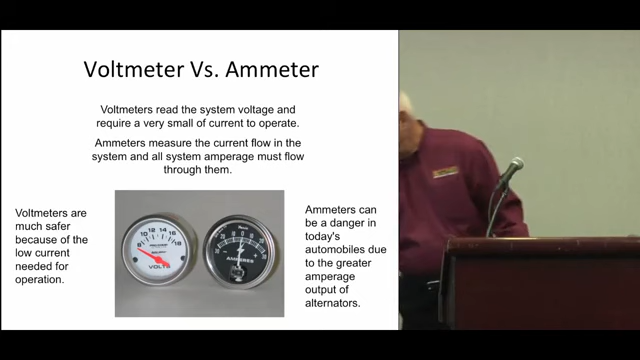 Voltmeter Vs. Ammeter
Voltmeters read the system voltage and
require a very small of current to operate.
Ammeters measure the current flow in the
system and all system amperage must flow
through them.
Voltmeters are
much safer
because of the
low current
needed for
operation.
8 10 12 14 16 18
VOLTS
AMPERES
Ammeters can
be a danger in
today's
automobiles due
to the greater
amperage
output of
alternators.